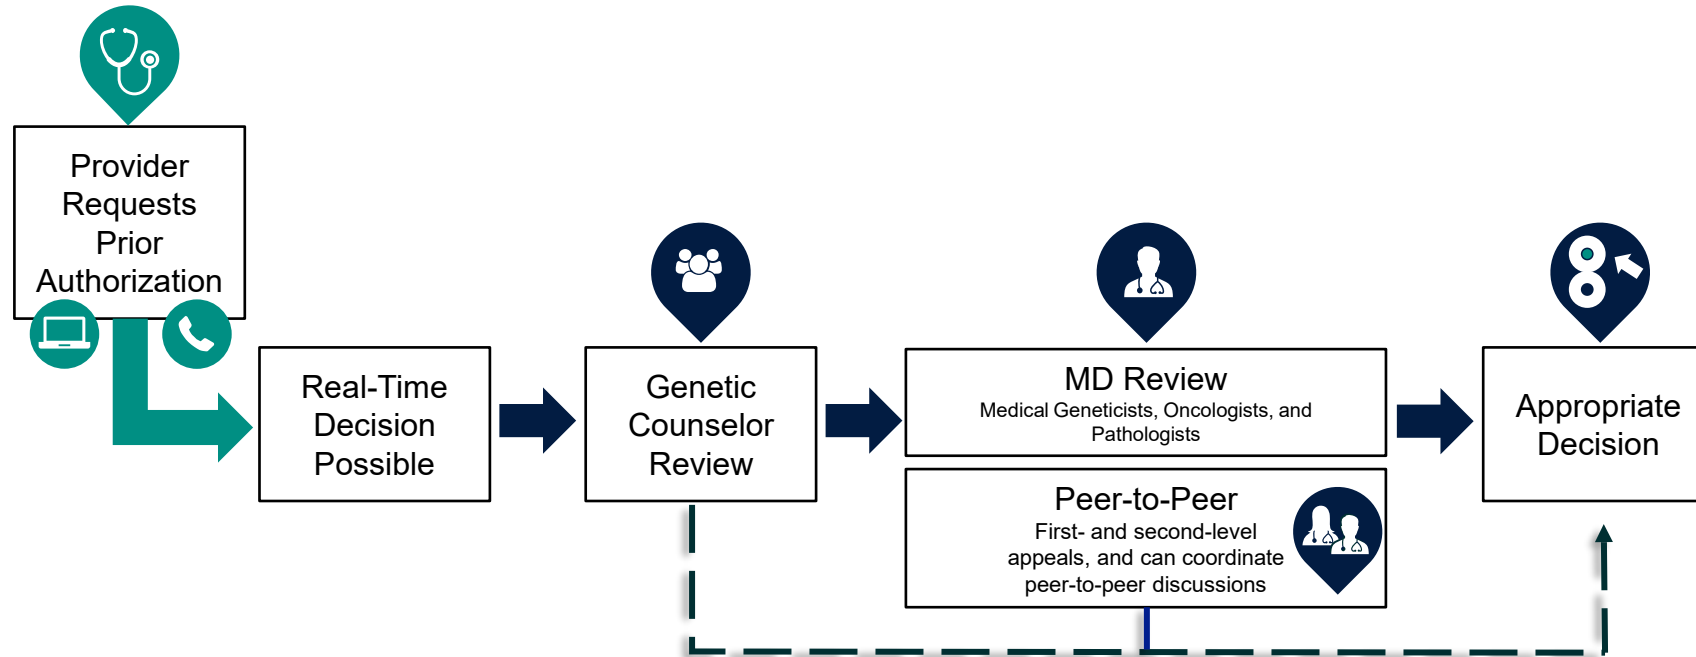 Provider
Requests
Prior
Authorization
Real-Time
Decision
Possible
Genetic
Counselor
Review
MD Review
Medical Geneticists, Oncologists, and
Pathologists
Peer-to-Peer
First- and second-level
appeals, and can coordinate
peer-to-peer discussions
Appropriate
Decision